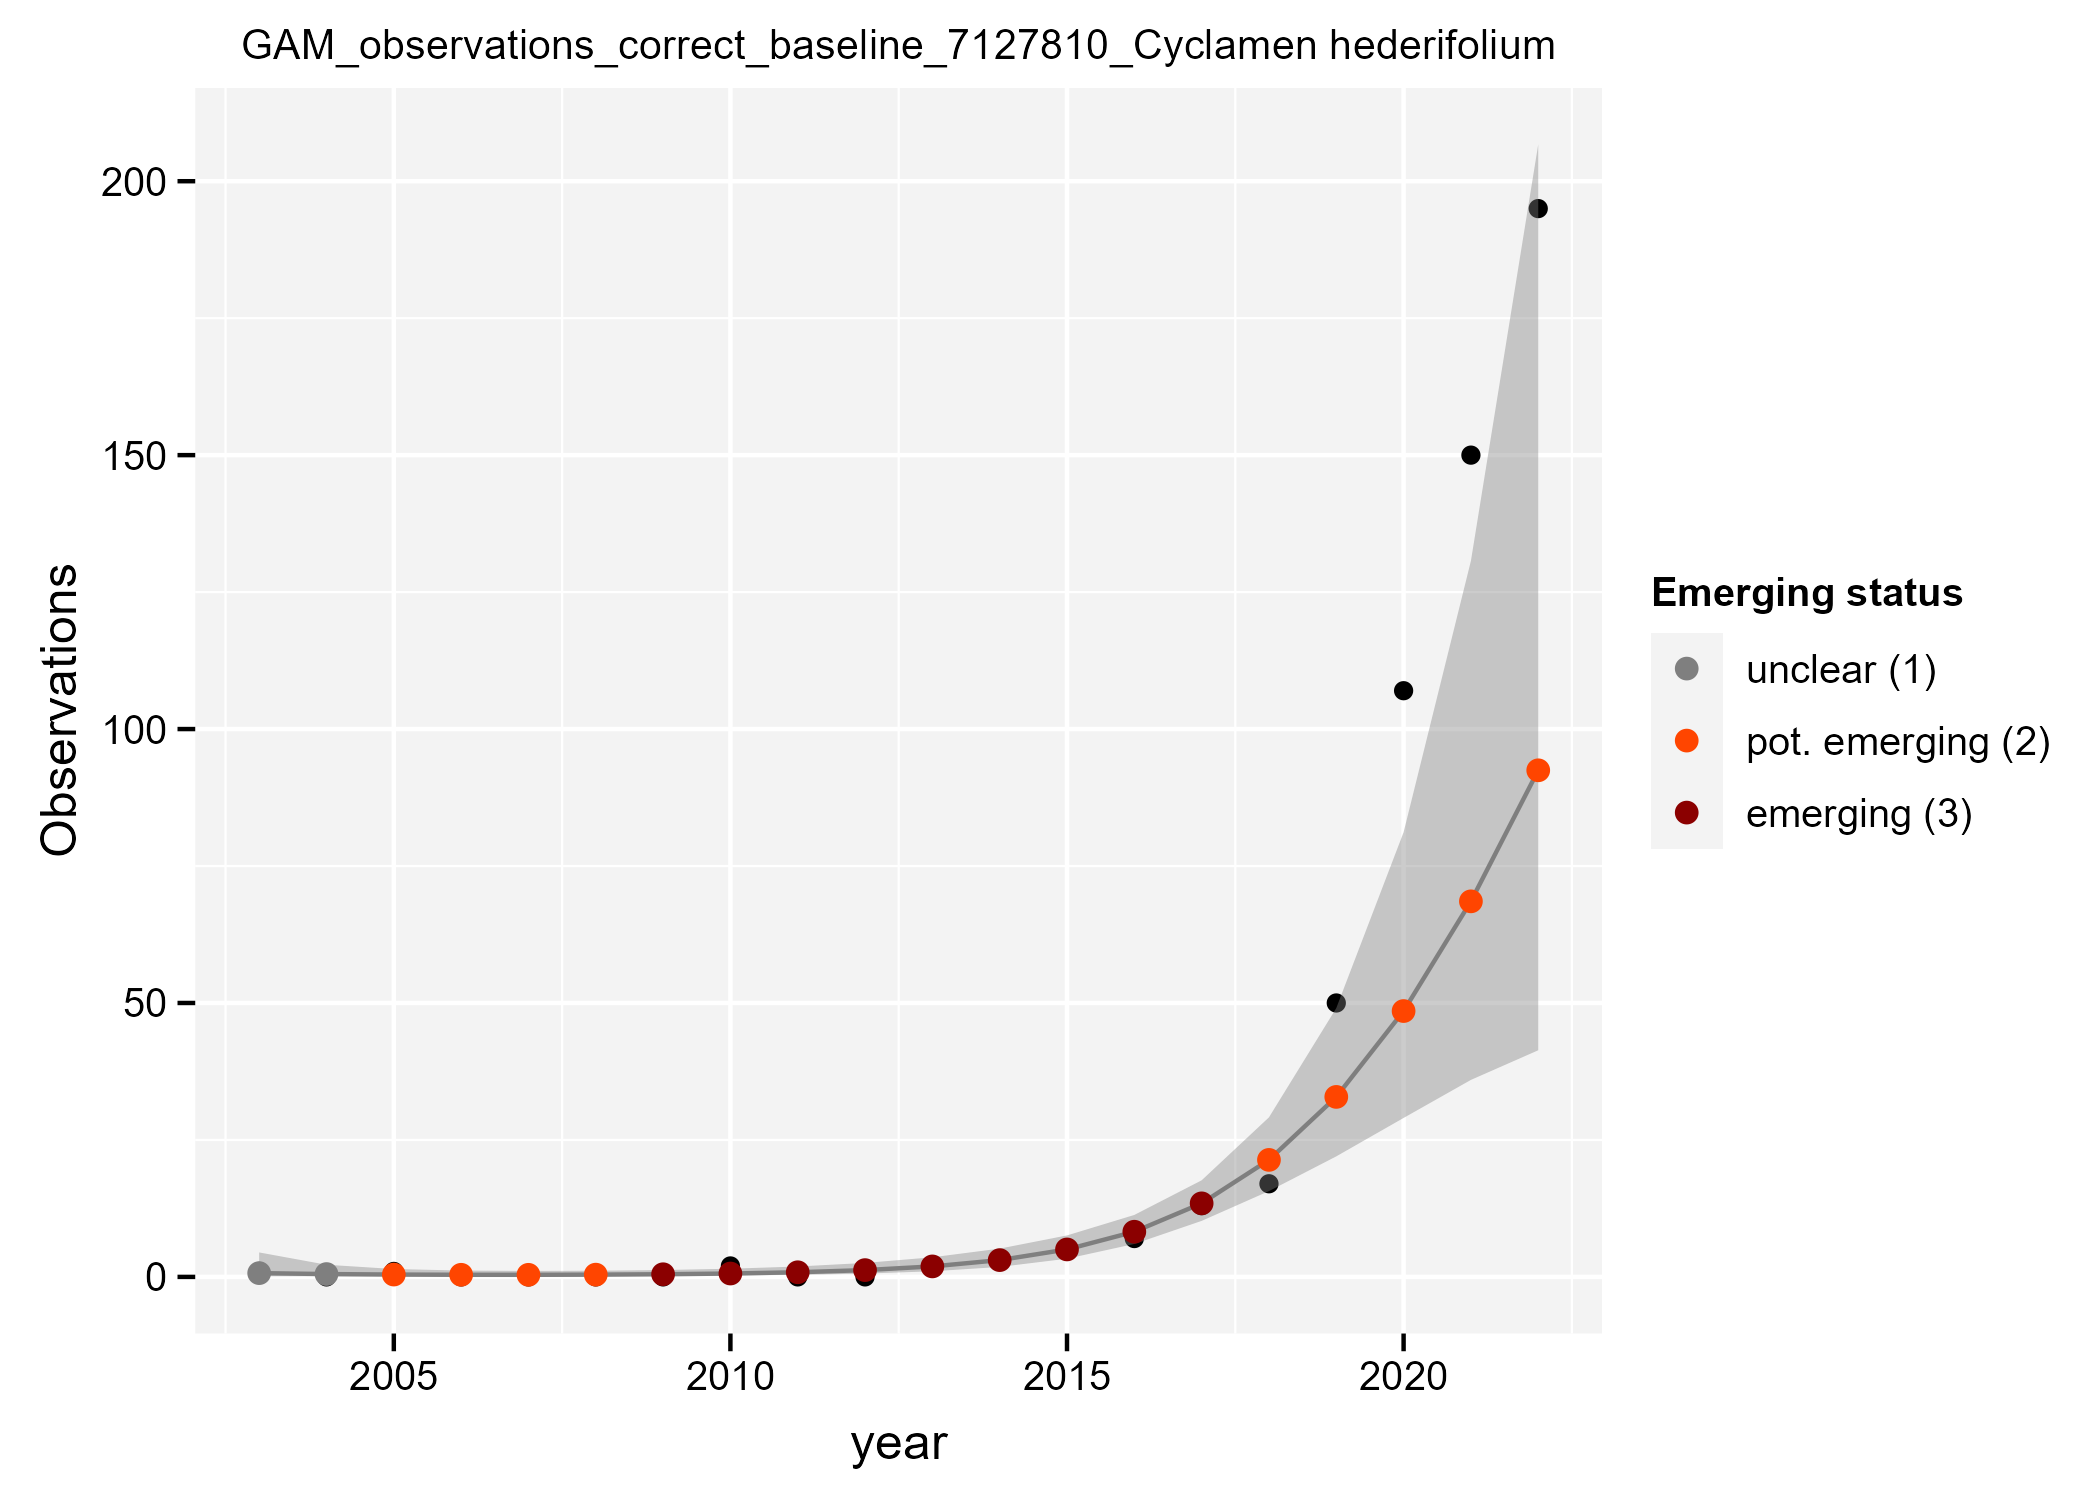 GAM_observations_correct_baseline_7127810_Cyclamen hederifolium
200
150
100
50
0
Observations
2005 2010 2015 2020
year
Emerging status
unclear (1)
pot. emerging (2)
emerging (3)